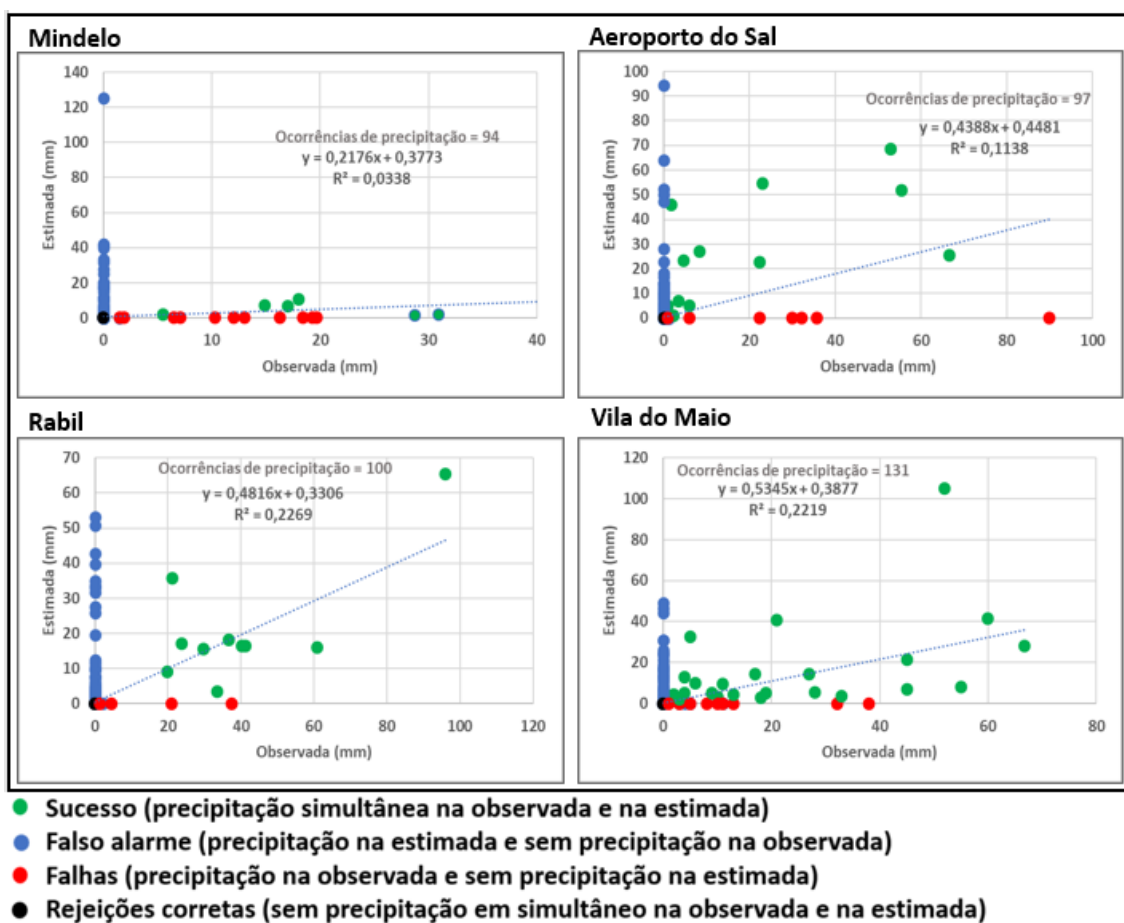 Mindelo
140
120
100
80
60
40
20
0
Estimada (mm)
Ocorrências de precipitação = 94
y = 0,2176x + 0,3773
R² = 0,0338
0 10 20 30 40
Observada (mm)
Aeroporto do Sal
100
90
80
70
60
50
40
30
20
10
0
Estimada (mm)
Ocorrências de precipitação = 97
y = 0,4388x + 0,4481
R² = 0,1138
0 20 40 60 80 100
Observada (mm)
Rabil
70
60
50
40
30
20
10
0
Estimada (mm)
Ocorrências de precipitação = 100
y = 0,4816x + 0,3306
R² = 0,2269
0 20 40 60 80 100 120
Observada (mm)
Vila do Maio
120
100
80
60
40
20
0
Estimada (mm)
Ocorrências de precipitação = 131
y = 0,5345x + 0,3877
R² = 0,2219
0 20 40 60 80
Observada (mm)
Sucesso (precipitação simultânea na observada e na estimada)
Falso alarme (precipitação na estimada e sem precipitação na observada)
Falhas (precipitação na observada e sem precipitação na estimada)
Rejeições corretas (sem precipitação em simultâneo na observada e na estimada)